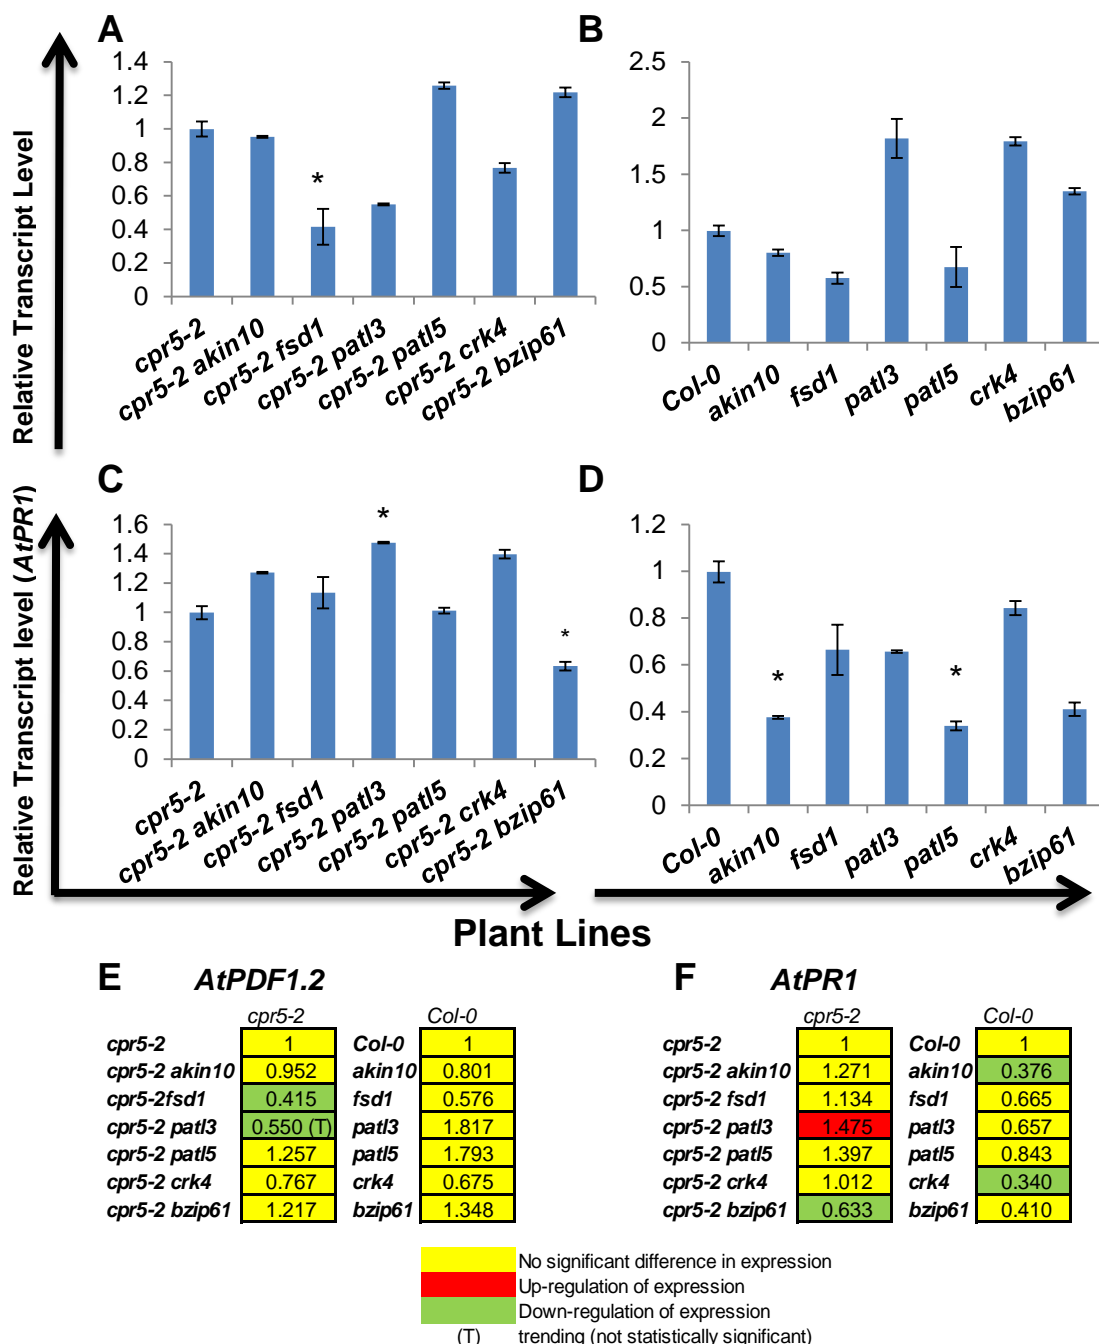 A
B
Relative Transcript Level
1.6
1.4
1.2
1
0.8
0.6
0.4
0.2
0
*
cpr5-2
cpr5-2 akin10
cpr5-2 fsd1
cpr5-2 patl3
cpr5-2 patl5
cpr5-2 crk4
cpr5-2 bzip61
2.5
2
1.5
1
0.5
0
Col-0
akin10
fsd1
patl3
patl5
crk4
bzip61
C
D
Relative Transcript level (AtPR1)
1.6
1.4
1.2
1
0.8
0.6
0.4
0.2
0
*
*
cpr5-2
cpr5-2 akin10
cpr5-2 fsd1
cpr5-2 patl3
cpr5-2 patl5
cpr5-2 crk4
cpr5-2 bzip61
1.2
1
0.8
0.6
0.4
0.2
0
*
*
Col-0
akin10
fsd1
patl3
patl5
crk4
bzip61
Plant Lines
E AtPDF1.2
cpr5-2 Col-0
cpr5-2 1 Col-0 1
cpr5-2 akin10 0.952 akin10 0.801
cpr5-2fsd1 0.415 fsd1 0.576
cpr5-2 patl3 0.550 (T) patl3 1.817
cpr5-2 patl5 1.257 patl5 1.793
cpr5-2 crk4 0.767 crk4 0.675
cpr5-2 bzip61 1.217 bzip61 1.348
F AtPR1
cpr5-2 Col-0
cpr5-2 1 Col-0 1
cpr5-2 akin10 1.271 akin10 0.376
cpr5-2 fsd1 1.134 fsd1 0.665
cpr5-2 patl3 1.475 patl3 0.657
cpr5-2 patl5 1.397 patl5 0.843
cpr5-2 crk4 1.012 crk4 0.340
cpr5-2 bzip61 0.633 bzip61 0.410
No significant difference in expression
Up-regulation of expression
Down-regulation of expression
(T) trending (not statistically significant)